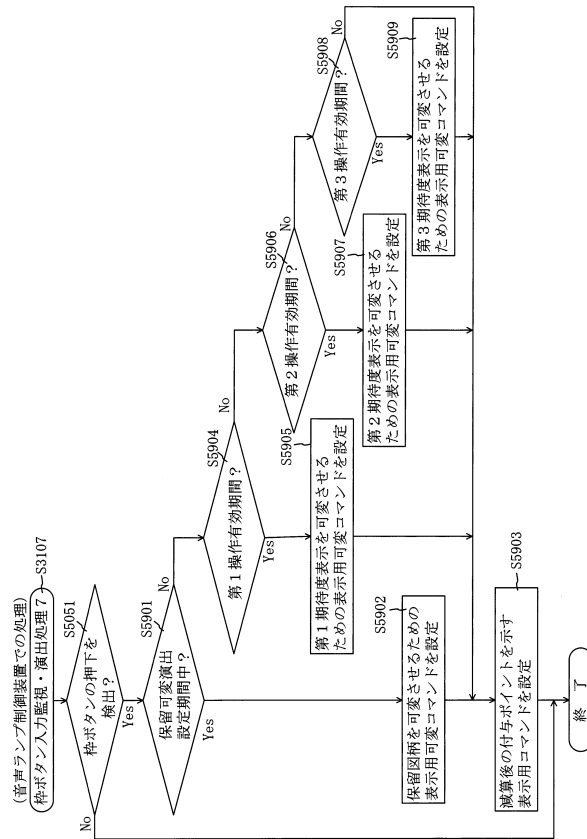 (音声ランプ制御装置での処理)
枠ボタン入力監視・演出処理7
S3107
枠ボタンの押下を
検出?
S5051
No
Yes
保留可変演出
設定期間中?
S5901
No
Yes
第1操作有効期間?
S5904
No
Yes
第1期待度表示を可変させる
ための表示用可変コマンドを設定
S5905
第2操作有効期間?
S5906
No
Yes
第2期待度表示を可変させる
ための表示用可変コマンドを設定
S5907
第3操作有効期間?
S5908
No
Yes
第3期待度表示を可変させる
ための表示用可変コマンドを設定
S5909
保留図柄を可変させるための
表示用可変コマンドを設定
S5902
減算後の付与ポイントを示す
表示用コマンドを設定
S5903
終了